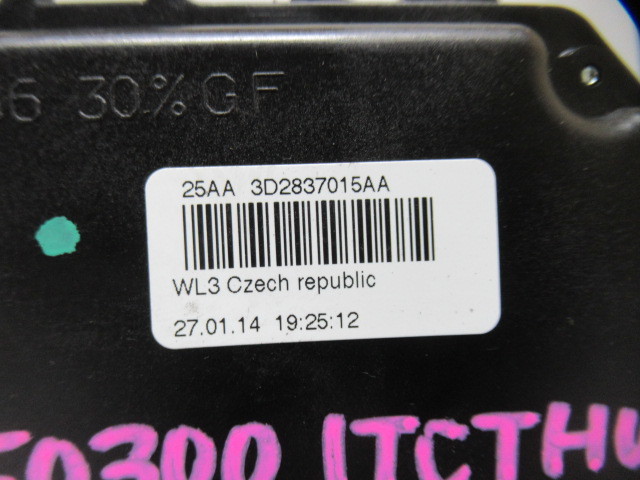 30% GF
25AA 3D2837015AA
WL3 Czech republic
27.01.14 19:25:12